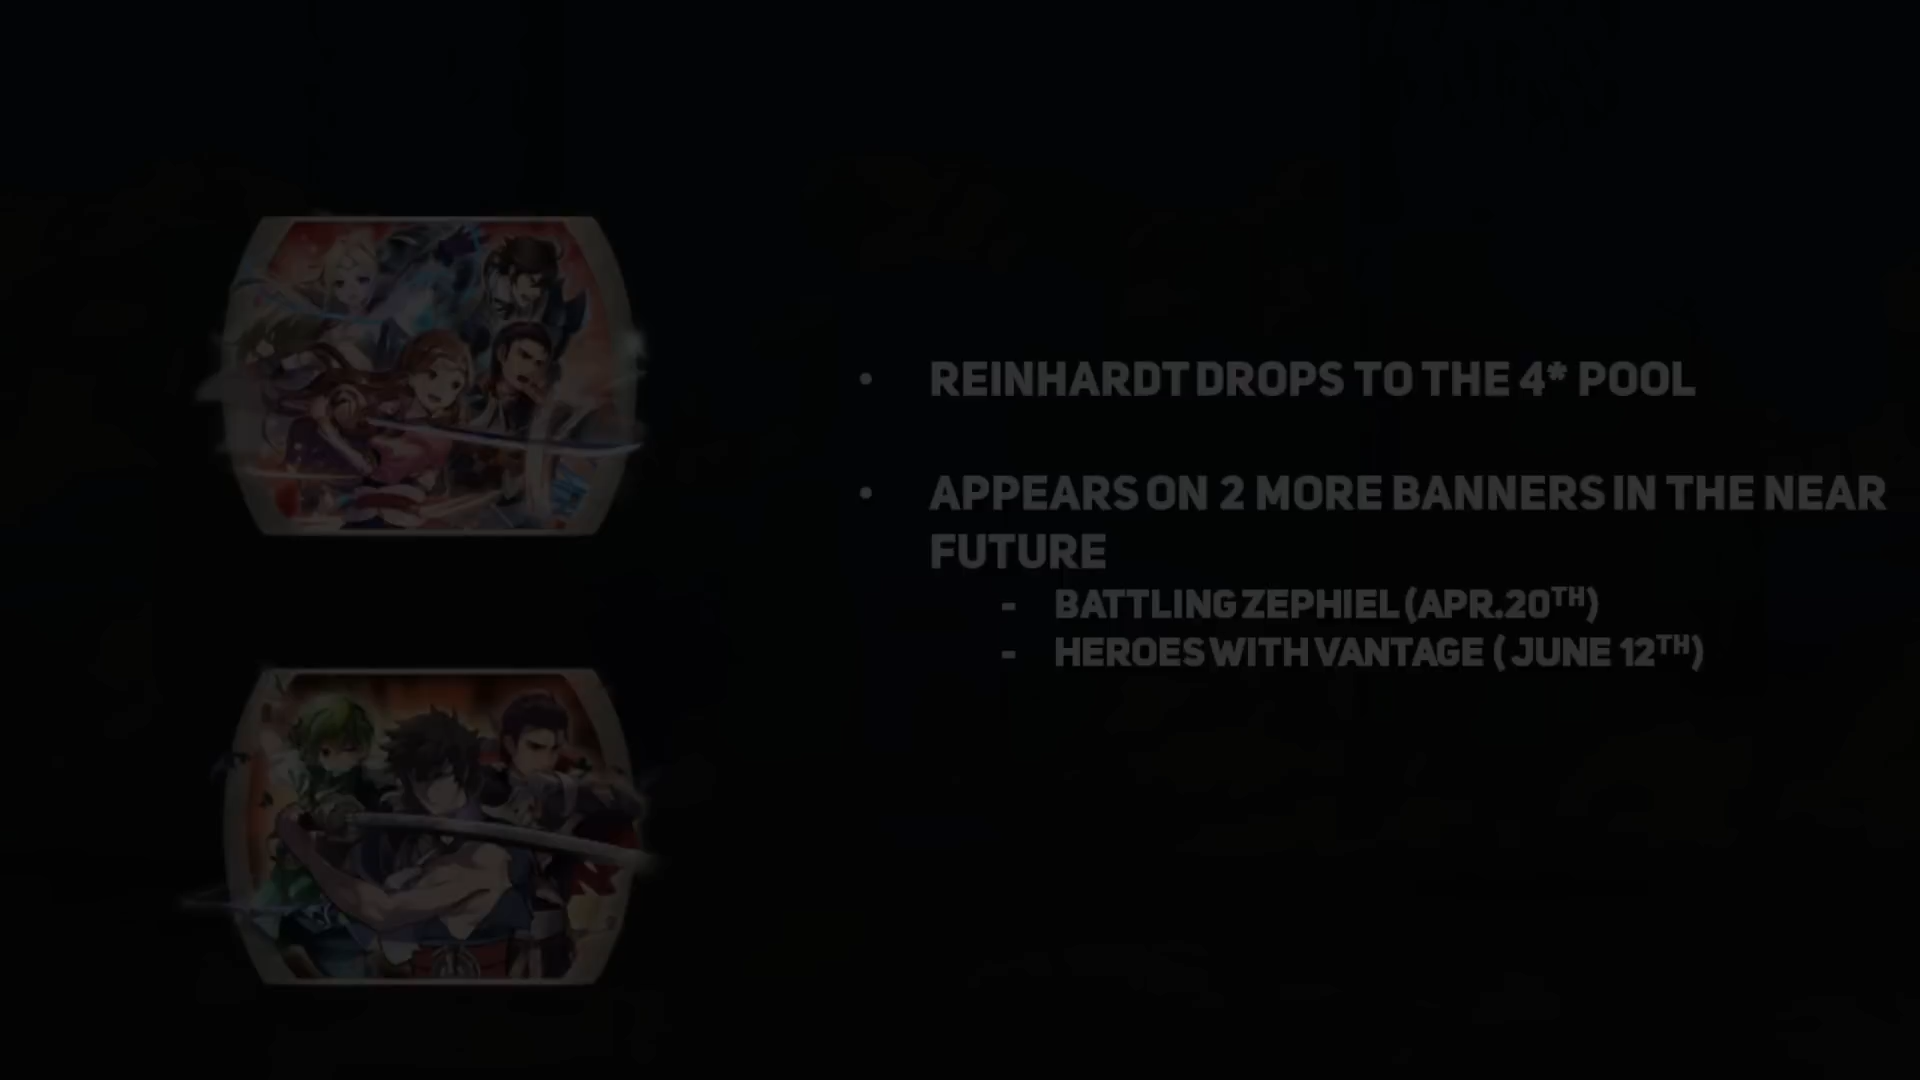 • REINHARDT DROPS TO THE 4* POOL
• APPEARS ON 2 MORE BANNERS IN THE NEAR
FUTURE
- BATTLING ZEPHIEL (APR.20TH)
- HEROES WITH VANTAGE ( JUNE 12TH)